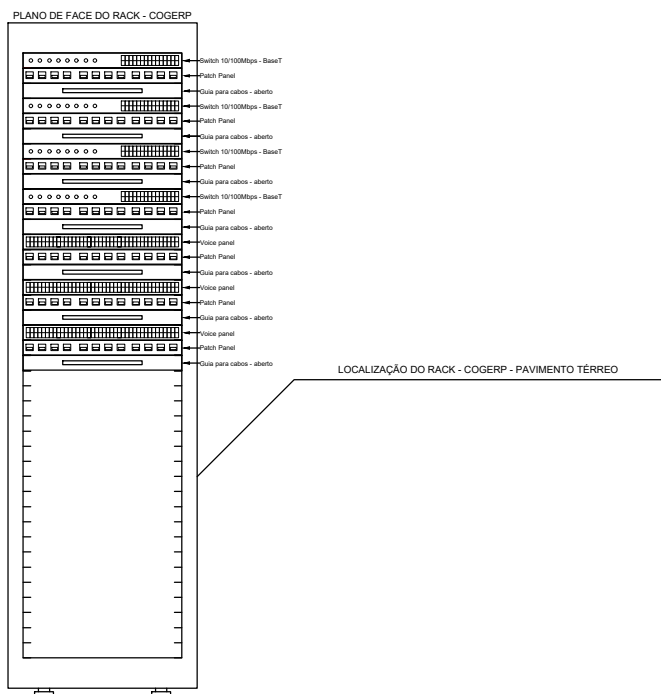 PLANO DE FACE DO RACK - COGERP
Switch 10/100Mbps - BaseT
Patch Panel
Guia para cabos - aberto
Switch 10/100Mbps - BaseT
Patch Panel
Guia para cabos - aberto
Switch 10/100Mbps - BaseT
Patch Panel
Guia para cabos - aberto
Switch 10/100Mbps - BaseT
Patch Panel
Guia para cabos - aberto
Voice panel
Patch Panel
Guia para cabos - aberto
Voice panel
Patch Panel
Guia para cabos - aberto
Voice panel
Patch Panel
Guia para cabos - aberto
LOCALIZAÇÃO DO RACK - COGERP - PAVIMENTO TÉRREO